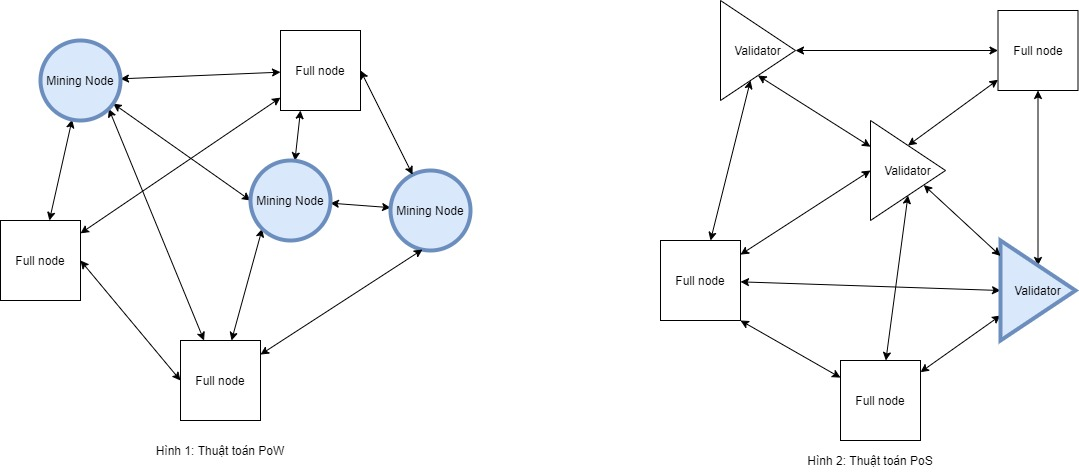 Mining Node
Full node
Mining Node
Mining Node
Full node
Full node
Hình 1: Thuật toán PoW
Validator
Full node
Validator
Full node
Validator
Full node
Hình 2: Thuật toán PoS